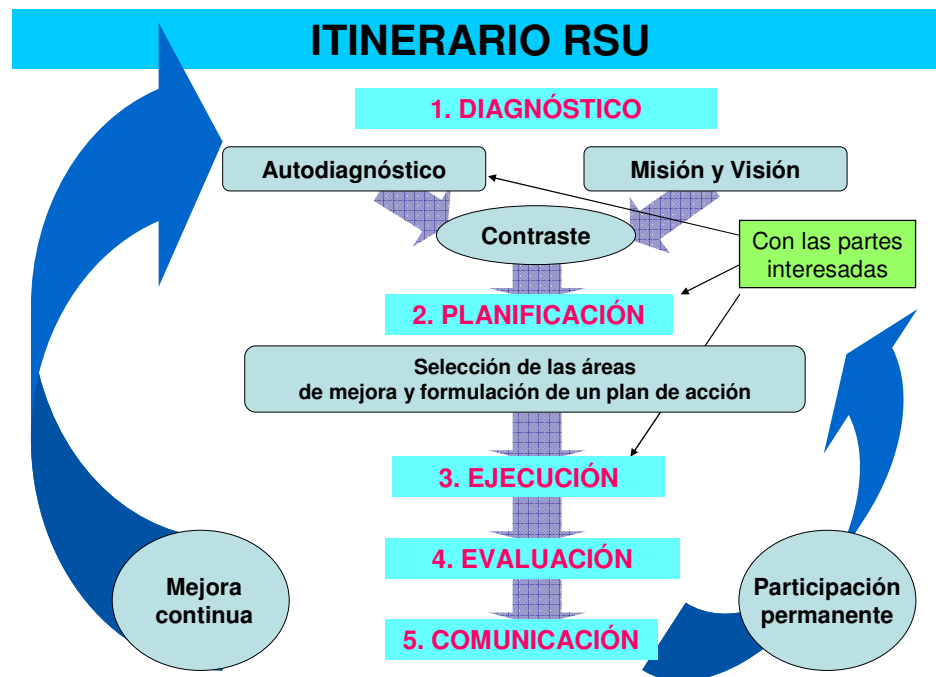 ITINERARIO RSU
1. DIAGNÓSTICO
Autodiagnóstico
Misión y Visión
Contraste
Con las partes
interesadas
2. PLANIFICACIÓN
Selección de las áreas
de mejora y formulación de un plan de acción
3. EJECUCIÓN
4. EVALUACIÓN
Mejora
continua
Participación
permanente
5. COMUNICACIÓN